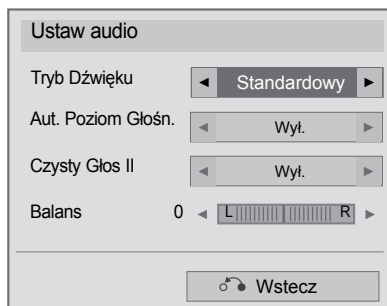 Ustaw audio
Tryb Dźwięku ◄ Standardowy ►
Aut. Poziom Głośn. ◄ Wył. ►
Czysty Głos II ◄ Wył. ►
Balans 0 ◄ L R ►
Wstecz